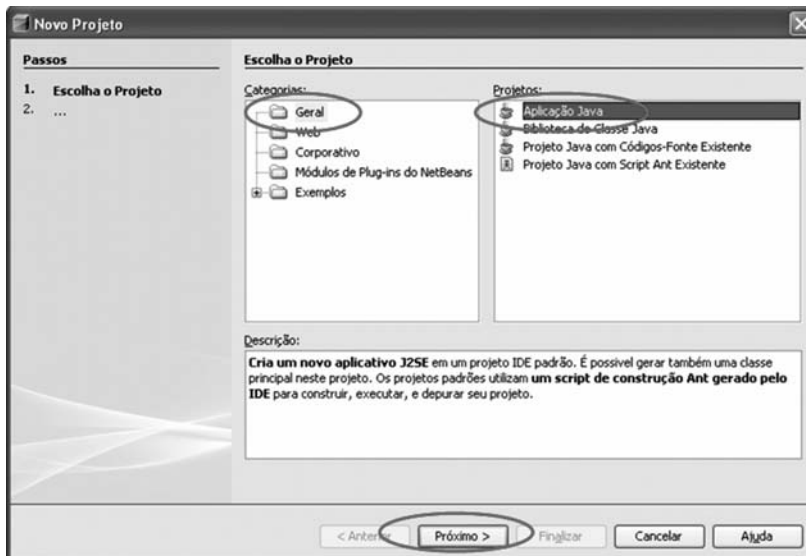 Novo Projeto
Passos
1. Escolha o Projeto
2. ...
Escolha o Projeto
Categorias:
Geral
Web
Corporativo
Módulos de Plug-ins do NetBeans
Exemplos
Projetos:
Aplicação Java
Biblioteca de Classe Java
Projeto Java com Códigos-Fonte Existente
Projeto Java com Script Ant Existente
Descrição:
Cria um novo aplicativo J2SE em um projeto IDE padrão. É possivel gerar também uma classe
principal neste projeto. Os projetos padrões utilizam um script de construção Ant gerado pelo
IDE para construir, executar, e depurar seu projeto.
< Anterior
Próximo >
Finalizar
Cancelar
Ajuda